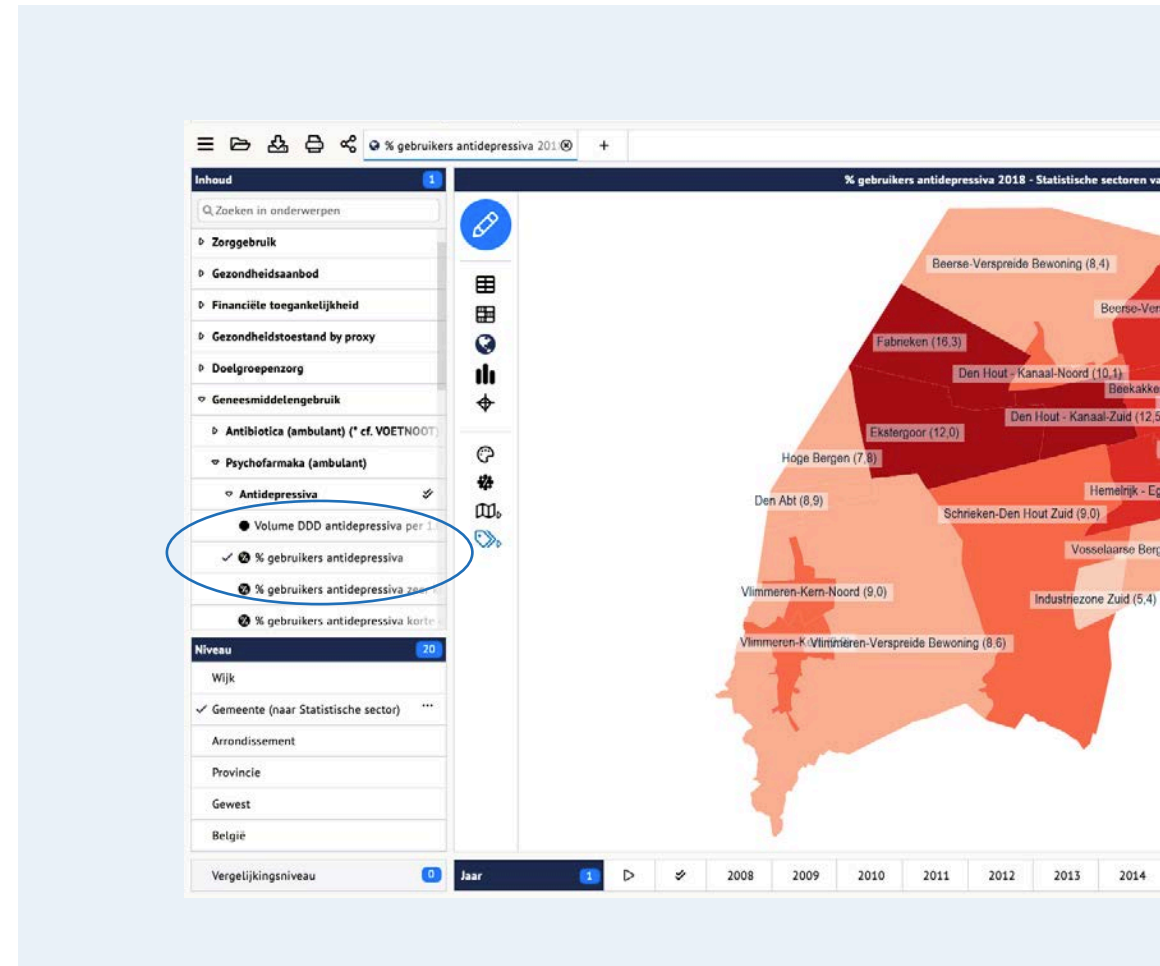 % gebruikers antidepressiva 201
+
Inhoud 1
Zoeken in onderwerpen
Zorggebruik
Gezondheidsaanbod
Financiële toegankelijkheid
Gezondheidstoestand by proxy
Doelgroepenzorg
Geneesmiddelengebruik
Antibiotica (ambulant) (* cf. VOETNOOT)
Psychofarmaka (ambulant)
Antidepressiva
Volume DDD antidepressiva per 1.
% gebruikers antidepressiva
% gebruikers antidepressiva zeer
% gebruikers antidepressiva korte
Niveau 20
Wijk
Gemeente (naar Statistische sector) ...
Arrondissement
Provincie
Gewest
België
Vergelijkingsniveau 0
% gebruikers antidepressiva 2018 - Statistische sectoren va
Beerse-Verspreide Bewoning (8,4)
Beerse-Ver
Fabrieken (16,3)
Den Hout - Kanaal-Noord (10,1)
Beekakke
Den Hout - Kanaal-Zuid (12,5
Ekstergoor (12,0)
Hoge Bergen (7,8)
Hemelrijk - Eg
Den Abt (8,9)
Schrieken-Den Hout Zuid (9,0)
Vosselaarse Berg
Vlimmeren-Kern-Noord (9,0)
Industriezone Zuid (5,4)
Vlimmeren-K
Vlimmeren-Verspreide Bewoning (8,6)
Jaar 1 2008 2009 2010 2011 2012 2013 2014